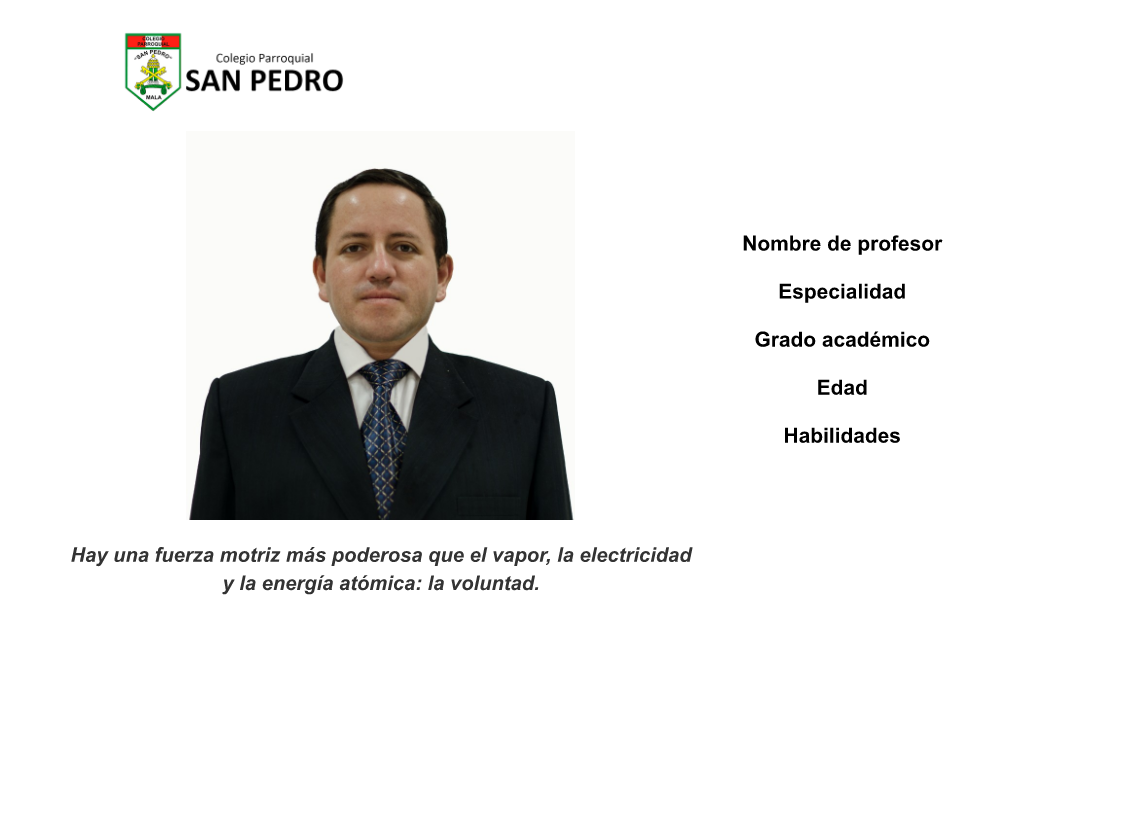 COLEGIO
PARROQUIAL
"SAN PEDRO"
MALA
Colegio Parroquial
SAN PEDRO
Nombre de profesor
Especialidad
Grado académico
Edad
Habilidades
Hay una fuerza motriz más poderosa que el vapor, la electricidad
y la energía atómica: la voluntad.